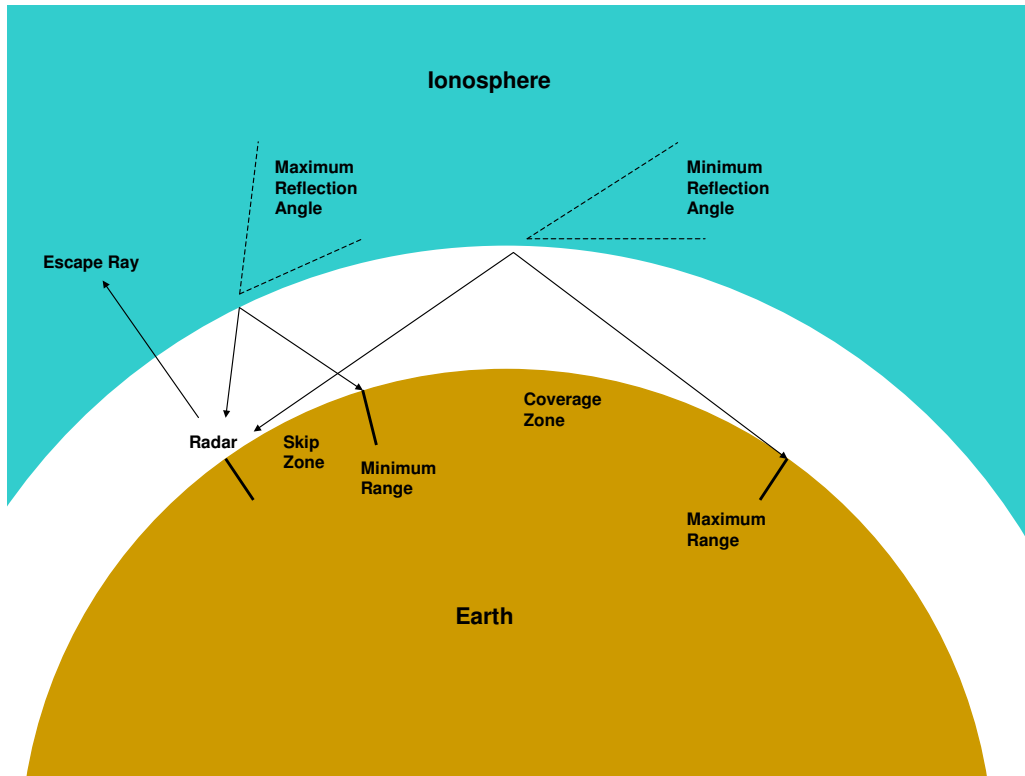 Ionosphere
Maximum
Reflection
Angle
Minimum
Reflection
Angle
Escape Ray
Coverage
Zone
Radar
Skip
Zone
Minimum
Range
Maximum
Range
Earth